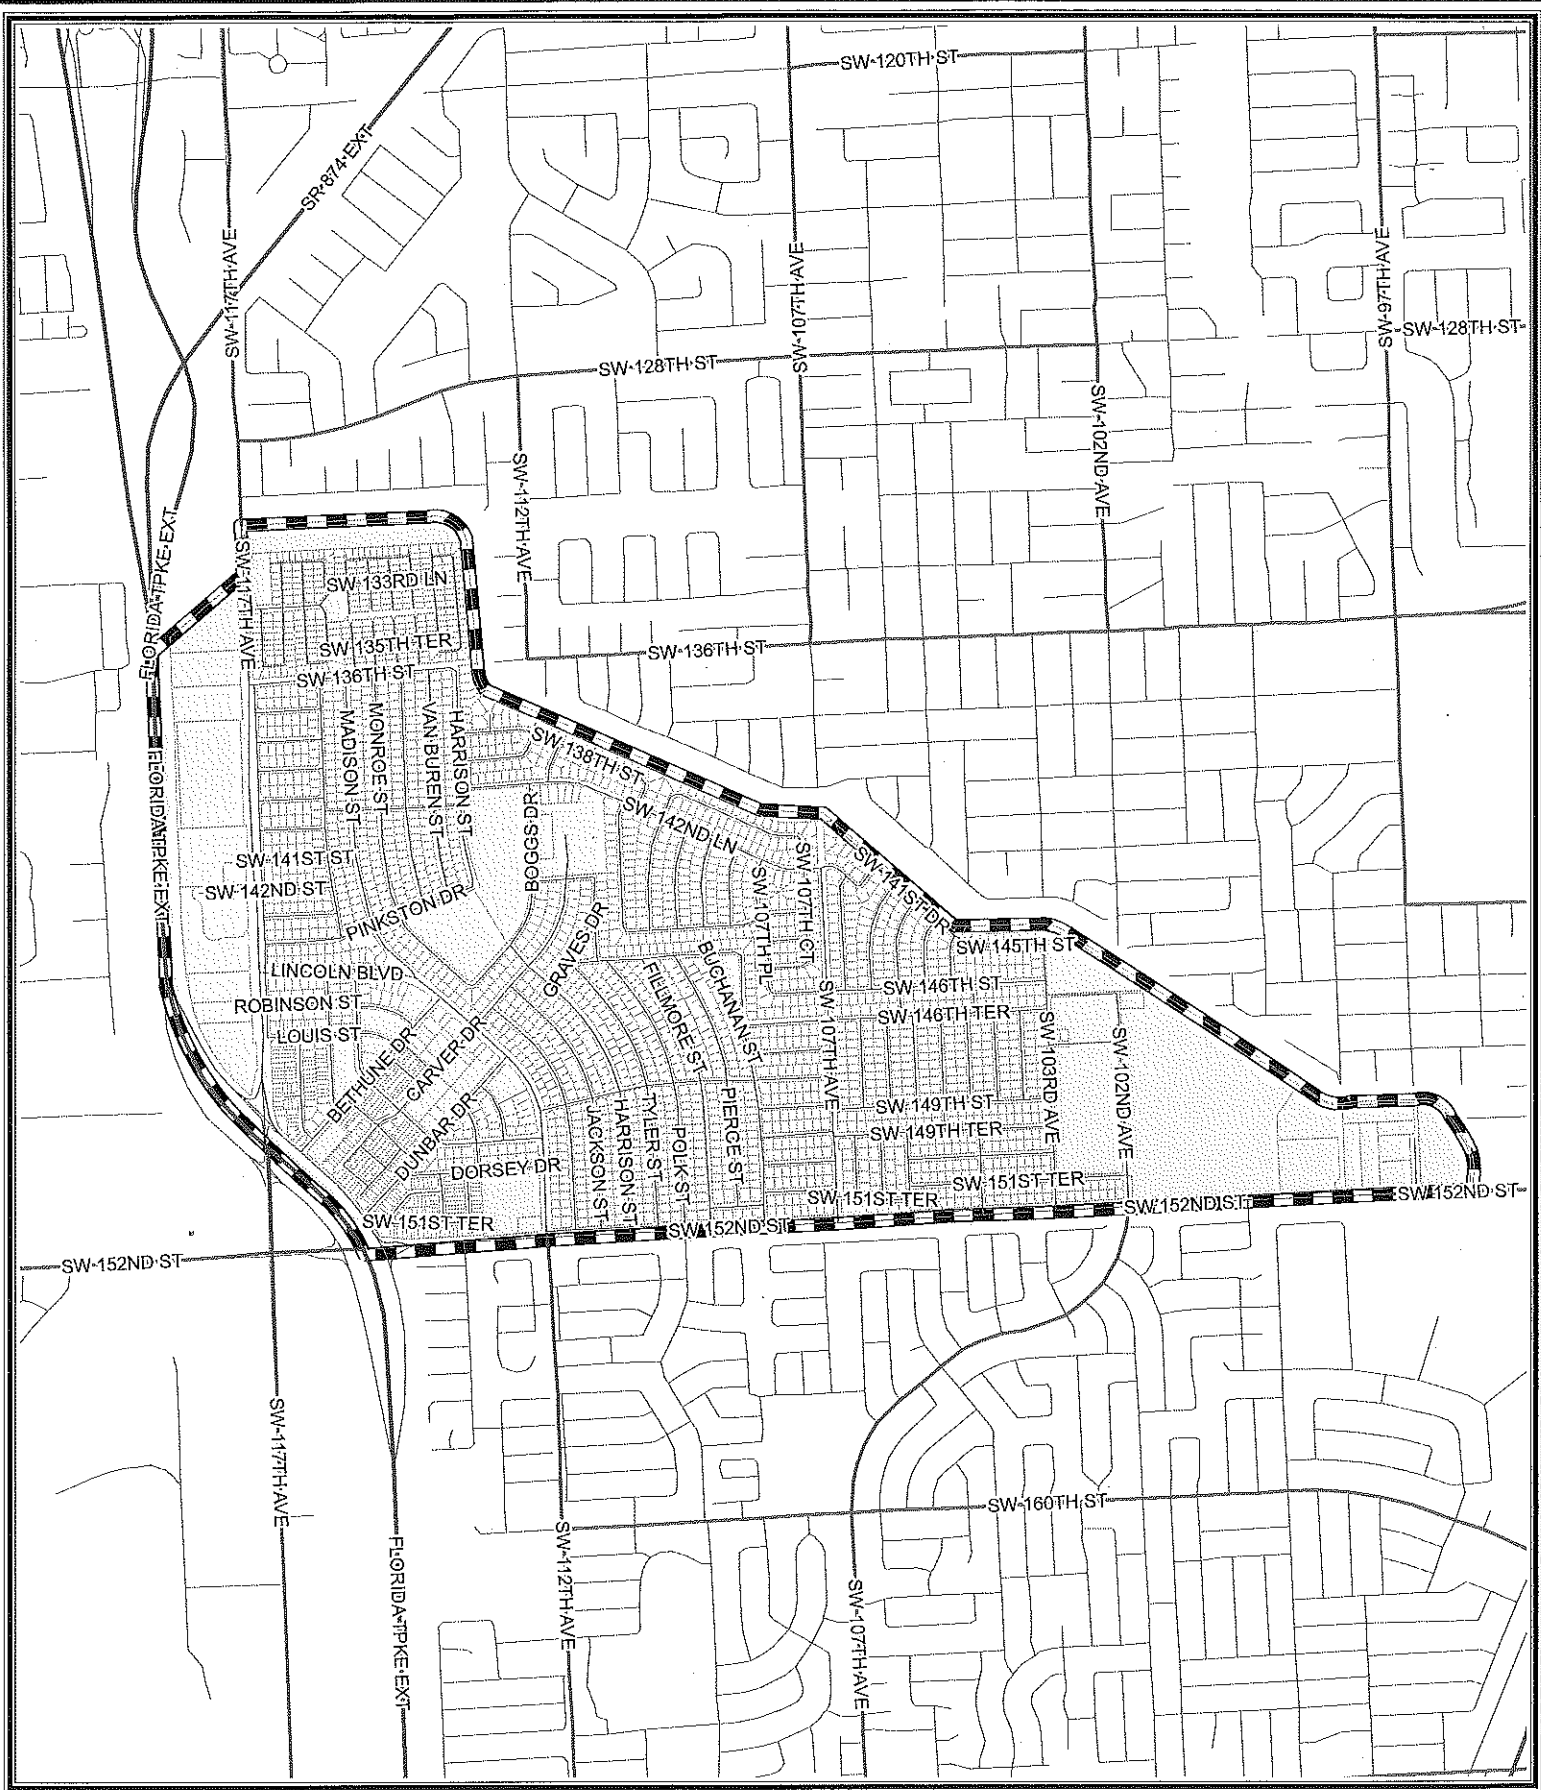 SW 120TH ST
SR 874 EXT
SW 117TH AVE
SW 107TH AVE
SW 97TH AVE
SW 128TH ST
SW 128TH ST
SW 102ND AVE
SW 112TH AVE
FLORIDA TPKE EXT
SW 117TH AVE
SW 133RD LN
SW 135TH TER
SW 136TH ST
SW 136TH ST
MADISON ST
MONROE ST
VAN BUREN ST
HARRISON ST
SW 138TH ST
FLORIDA TPKE EXT
BOGGS DR
SW 142ND LN
SW 141ST ST
SW 142ND ST
PINKSTON DR
SW 107TH PL
SW 107TH CT
SW 141ST DR
GRAVES DR
SW 145TH ST
LINCOLN BLVD
ROBINSON ST
LOUIS ST
FILLMORE ST
BUCHANAN ST
SW 146TH ST
SW 146TH TER
SW 107TH AVE
SW 103RD AVE
SW 102ND AVE
BETHUNE DR
CARVER DR
DUNBAR DR
DORSEY DR
JACKSON ST
HARRISON ST
TYLER ST
POLK ST
PIERCE ST
SW 149TH ST
SW 149TH TER
SW 151ST TER
SW 151ST TER
SW 151ST TER
SW 152ND ST
SW 152ND ST
SW 152ND ST
SW 152ND ST
SW 117TH AVE
FLORIDA TPKE EXT
SW 112TH AVE
SW 160TH ST
SW 107TH AVE